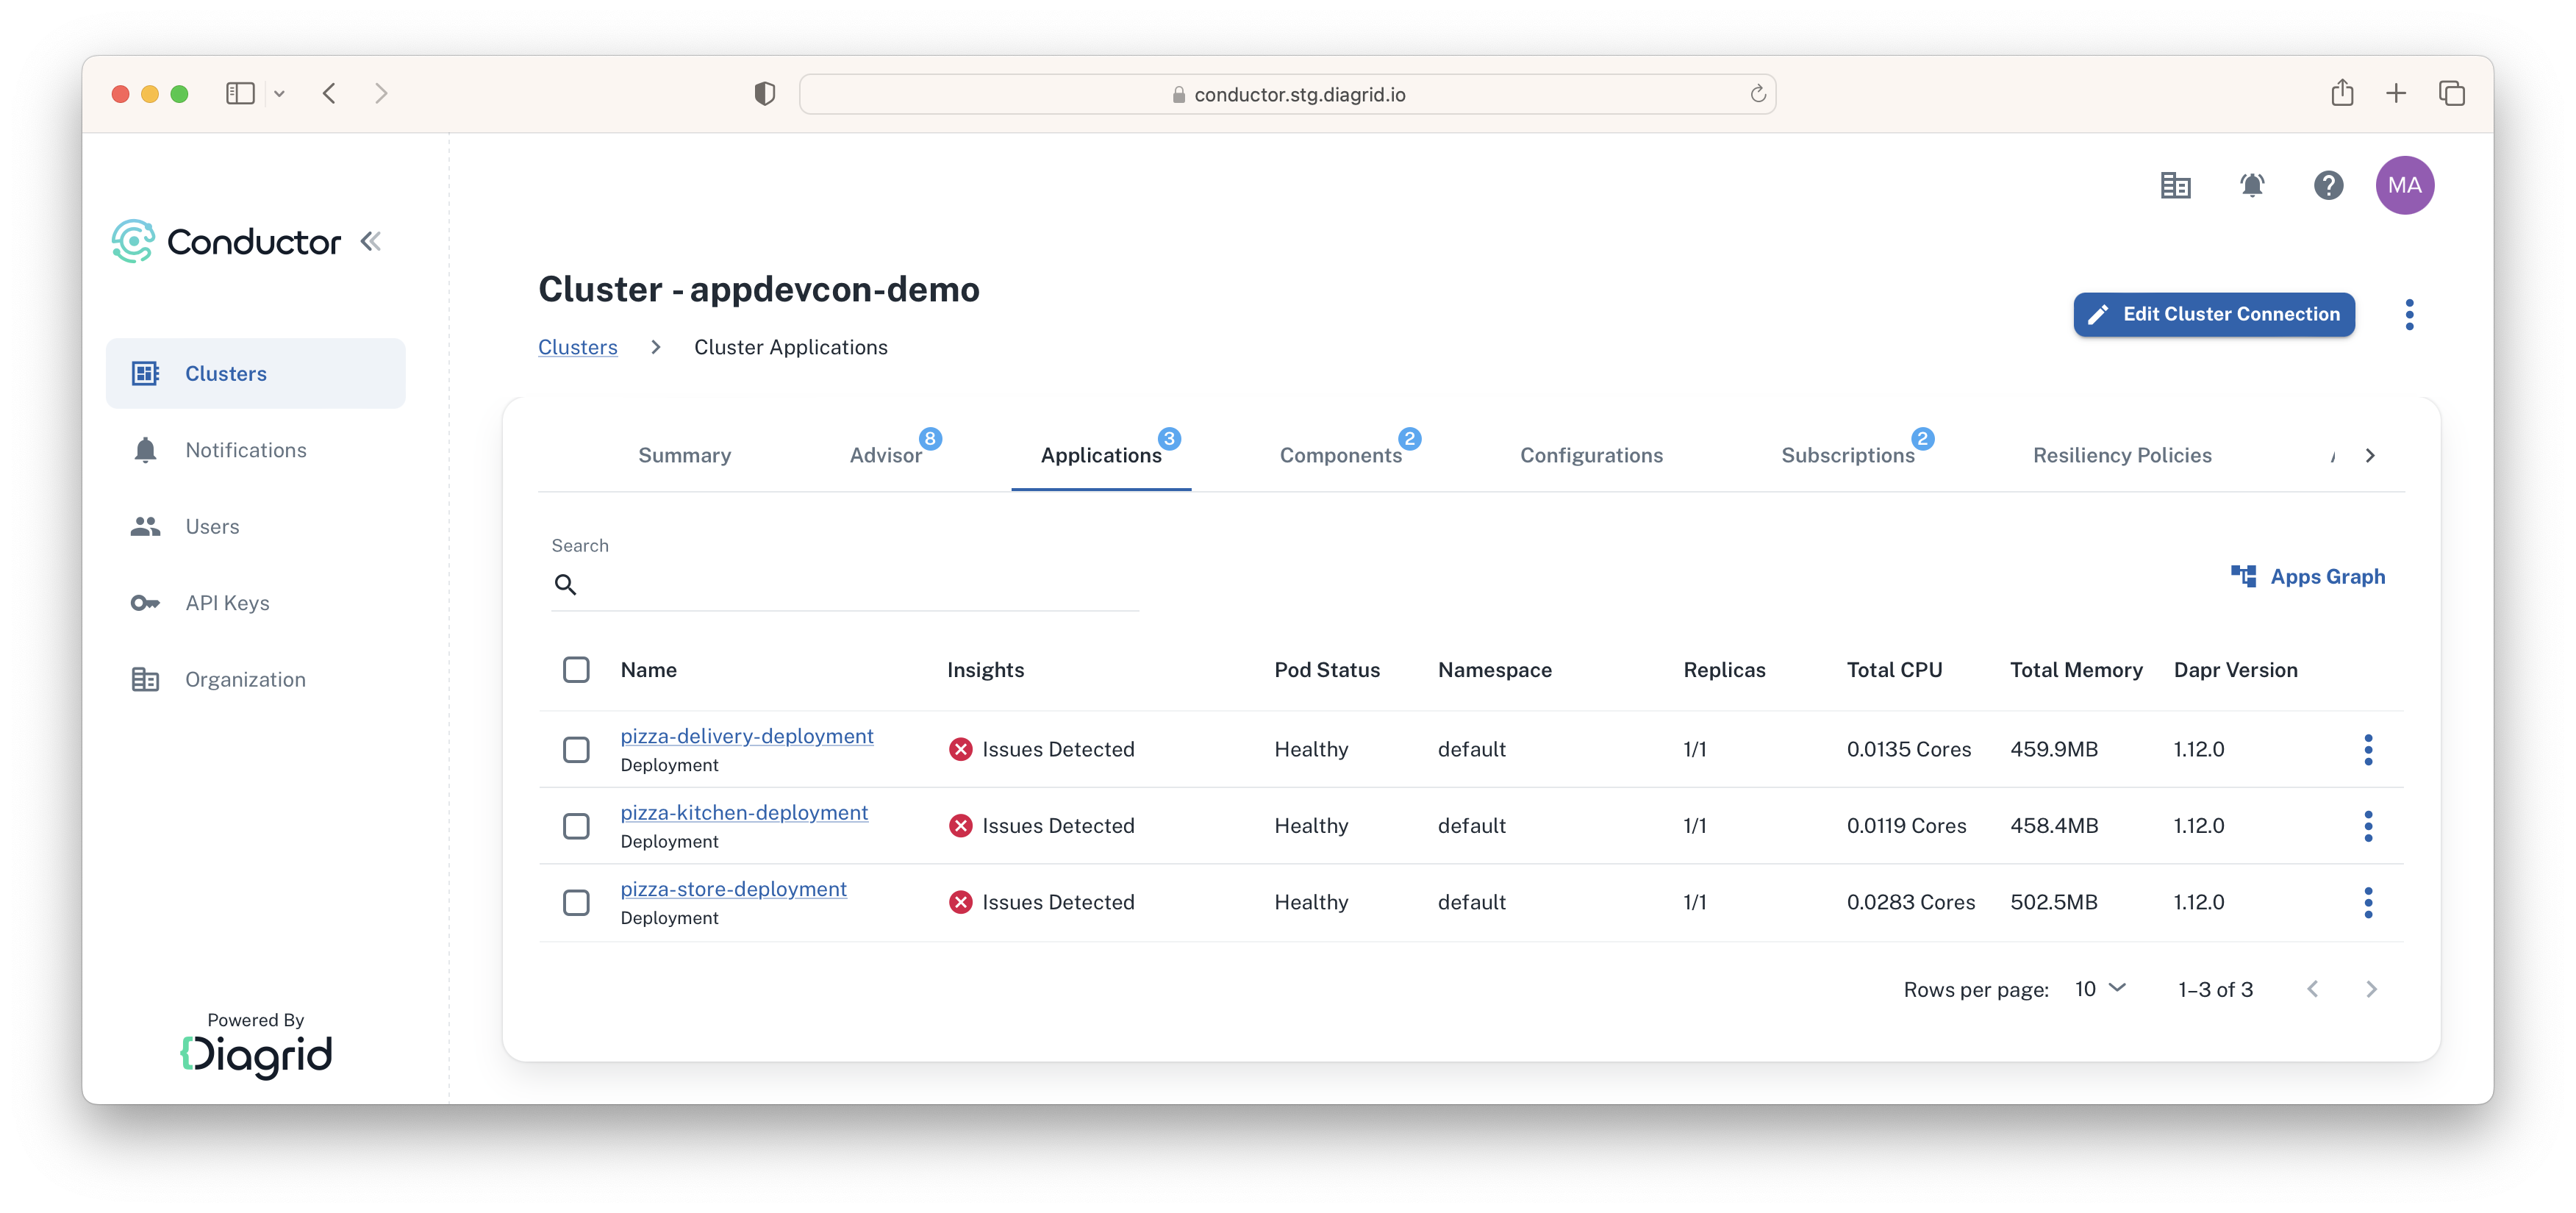 conductor.stg.diagrid.io
MA
Conductor
Cluster - appdevcon-demo
Edit Cluster Connection
Clusters > Cluster Applications
Clusters
Notifications
Users
API Keys
Organization
Powered By
Diagrid
Summary Advisor 8 Applications 3 Components 2 Configurations Subscriptions 2 Resiliency Policies
Search
Apps Graph
Name Insights Pod Status Namespace Replicas Total CPU Total Memory Dapr Version
pizza-delivery-deployment Issues Detected Healthy default 1/1 0.0135 Cores 459.9MB 1.12.0
Deployment
pizza-kitchen-deployment Issues Detected Healthy default 1/1 0.0119 Cores 458.4MB 1.12.0
Deployment
pizza-store-deployment Issues Detected Healthy default 1/1 0.0283 Cores 502.5MB 1.12.0
Deployment
Rows per page: 10 1–3 of 3